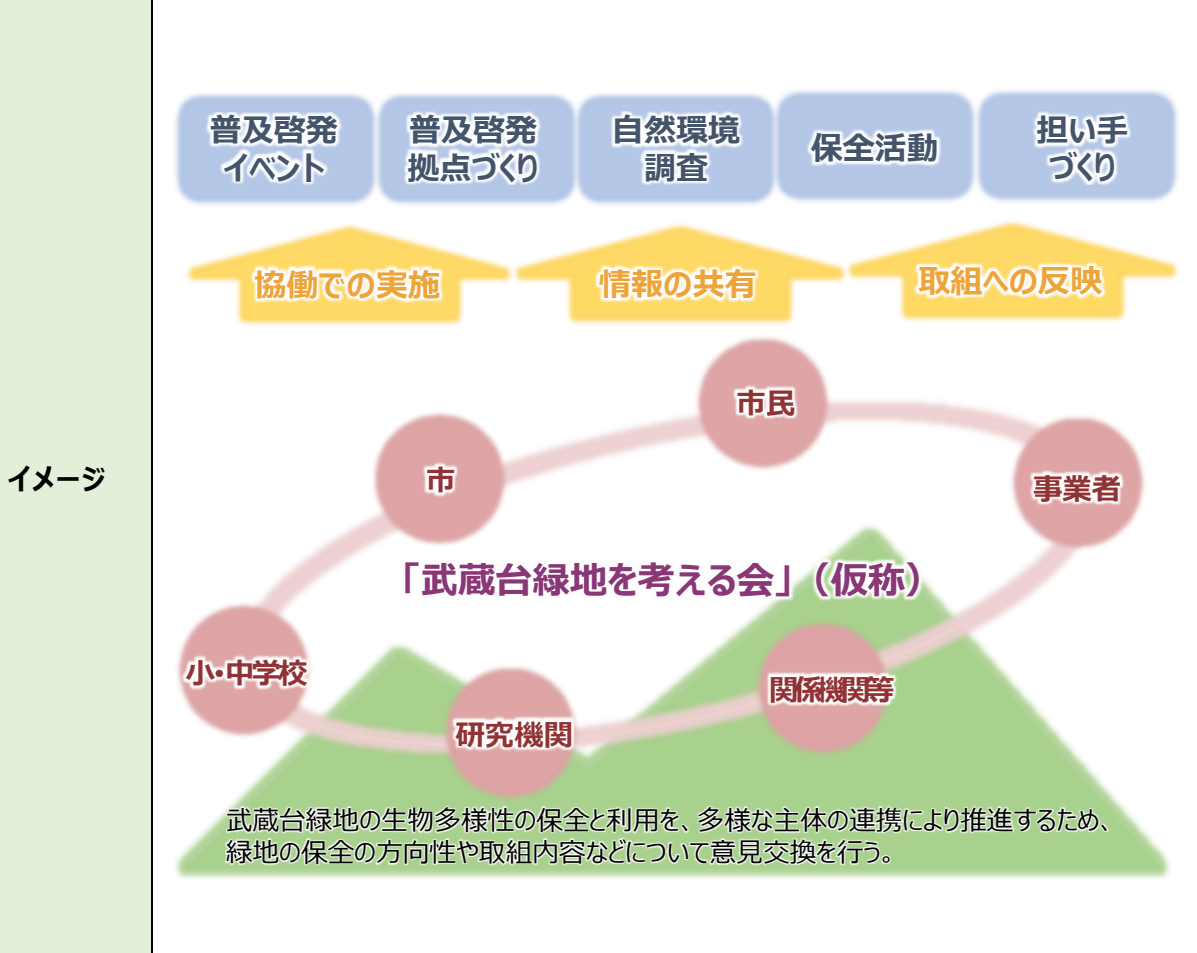 イメージ
普及啓発
イベント
普及啓発
拠点づくり
自然環境
調査
保全活動
担い手
づくり
協働での実施
情報の共有
取組への反映
市民
市
事業者
「武蔵台緑地を考える会」（仮称）
小・中学校
関係機関等
研究機関
武蔵台緑地の生物多様性の保全と利用を、多様な主体の連携により推進するため、
緑地の保全の方向性や取組内容などについて意見交換を行う。